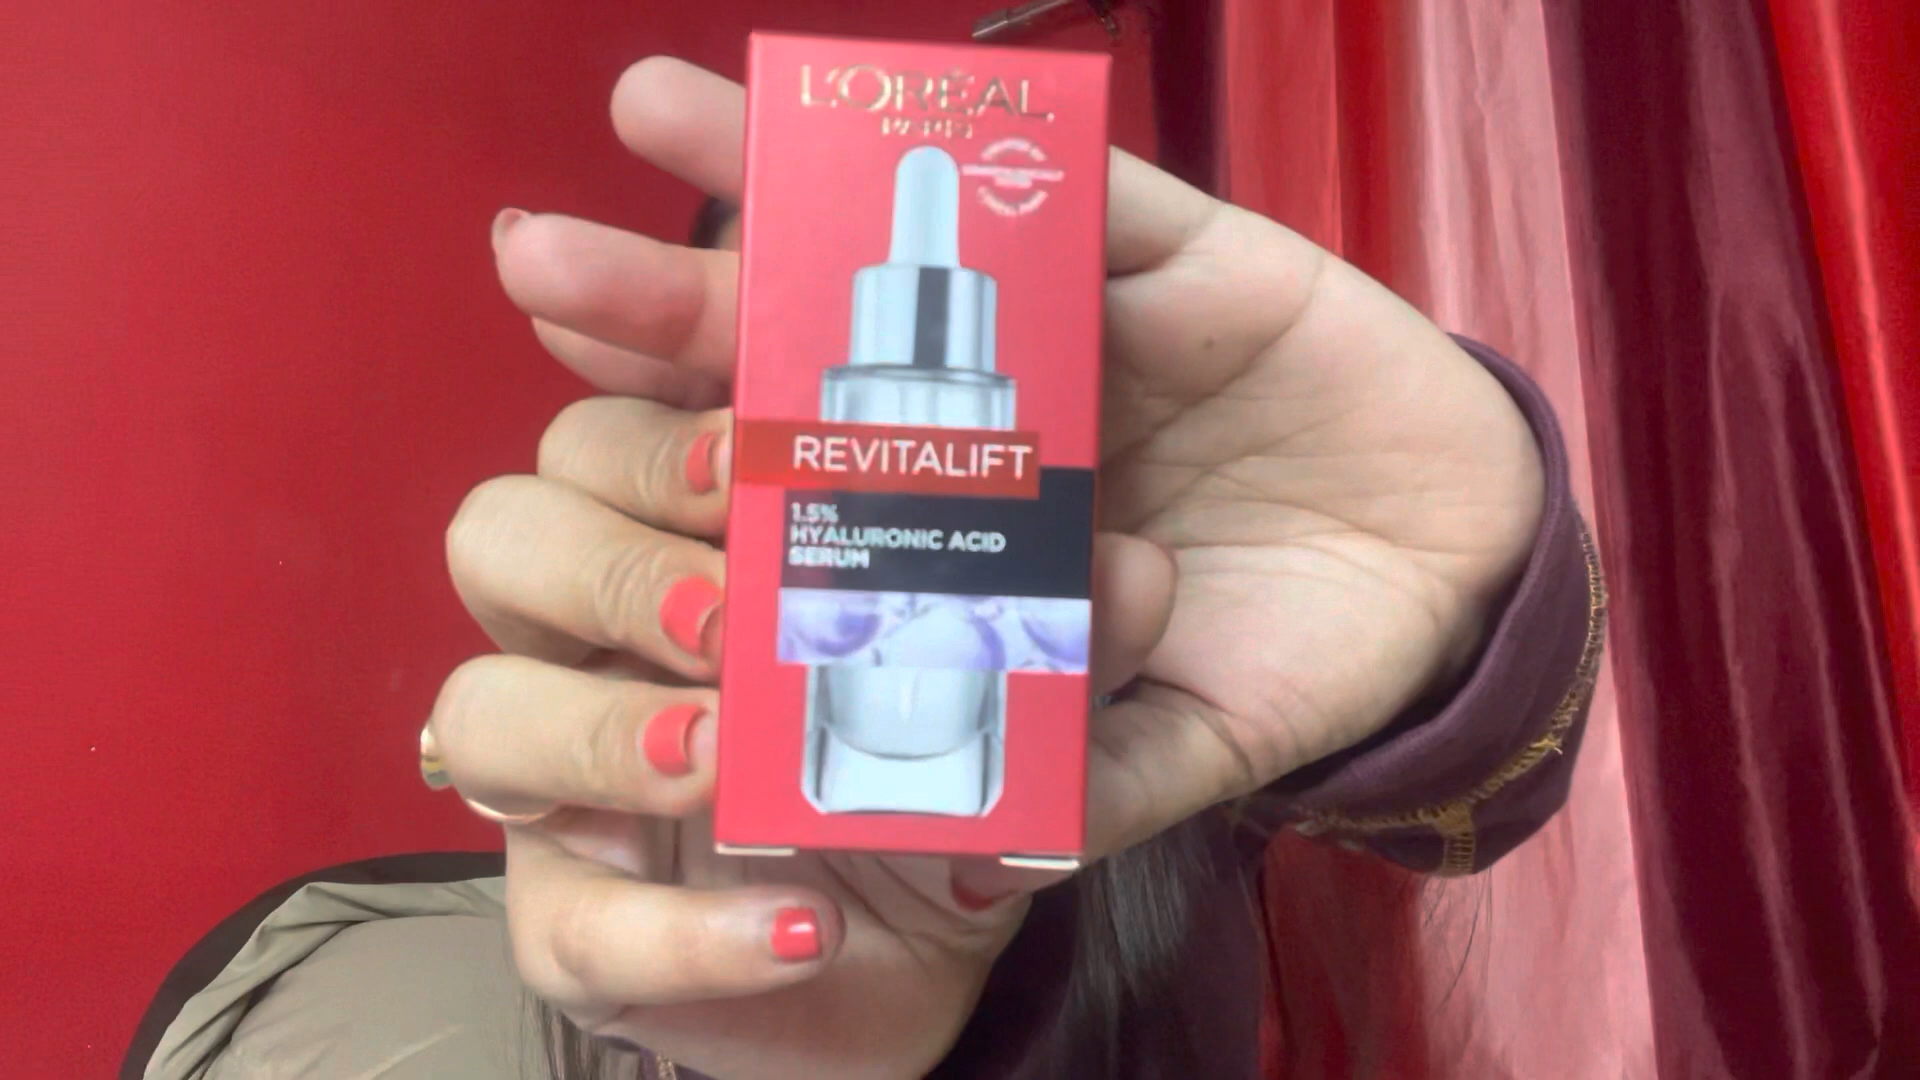 L'ORÉAL
PARIS
REVITALIFT
1.5%
HYALURONIC ACID
SERUM